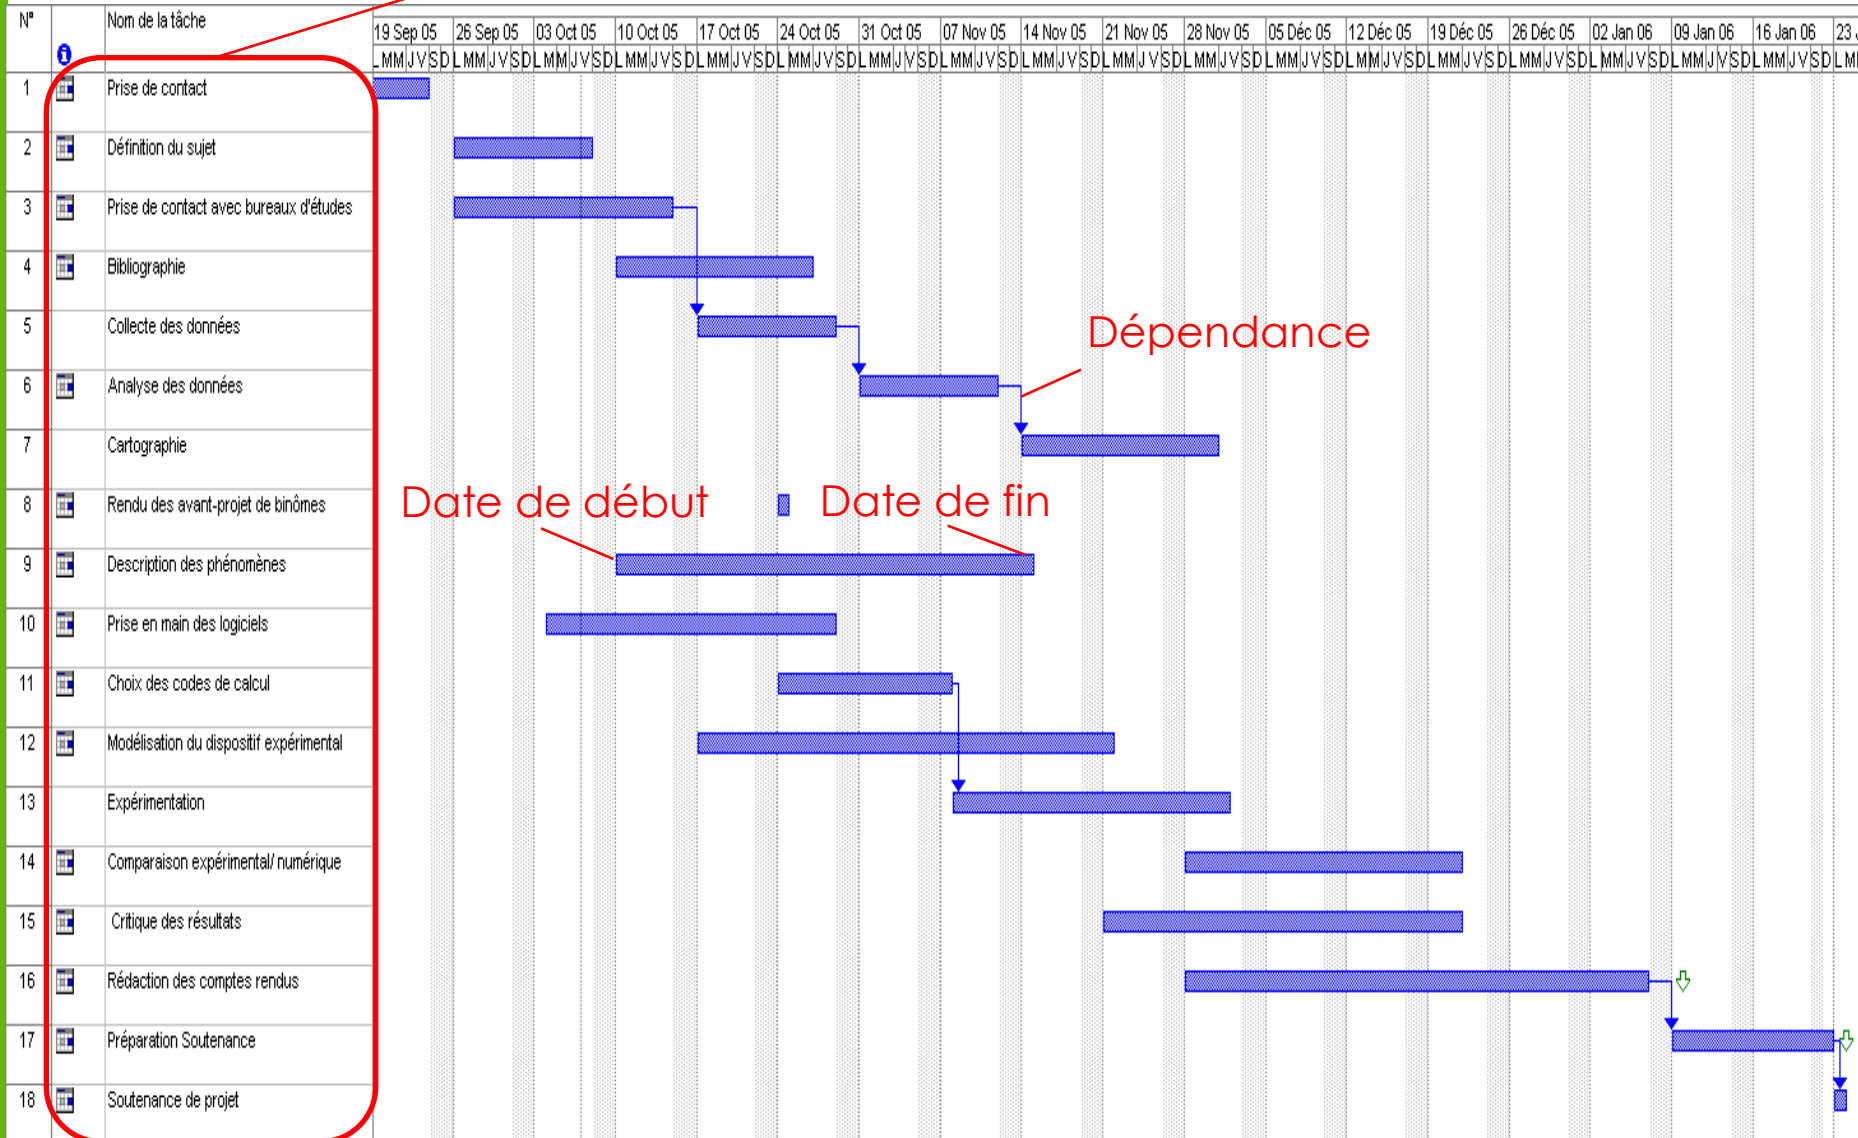 N° Nom de la tâche
19 Sep 05 26 Sep 05 03 Oct 05 10 Oct 05 17 Oct 05 24 Oct 05 31 Oct 05 07 Nov 05 14 Nov 05 21 Nov 05 28 Nov 05 05 Déc 05 12 Déc 05 19 Déc 05 26 Déc 05 02 Jan 06 09 Jan 06 16 Jan 06 23
L M M J V S D L M M J V S D L M M J V S D L M M J V S D L M M J V S D L M M J V S D L M M J V S D L M M J V S D L M M J V S D L M M J V S D L M M J V S D L M M J V S D L M M J V S D L M M J V S D L M M J V S D L M M J V S D L M M J V S D L M M J V S D L M
1 Prise de contact
2 Définition du sujet
3 Prise de contact avec bureaux d'études
4 Bibliographie
5 Collecte des données
Dépendance
6 Analyse des données
7 Cartographie
8 Rendu des avant-projet de binômes
Date de début Date de fin
9 Description des phénomènes
10 Prise en main des logiciels
11 Choix des codes de calcul
12 Modélisation du dispositif expérimental
13 Expérimentation
14 Comparaison expérimental/ numérique
15 Critique des résultats
16 Rédaction des comptes rendus
17 Préparation Soutenance
18 Soutenance de projet